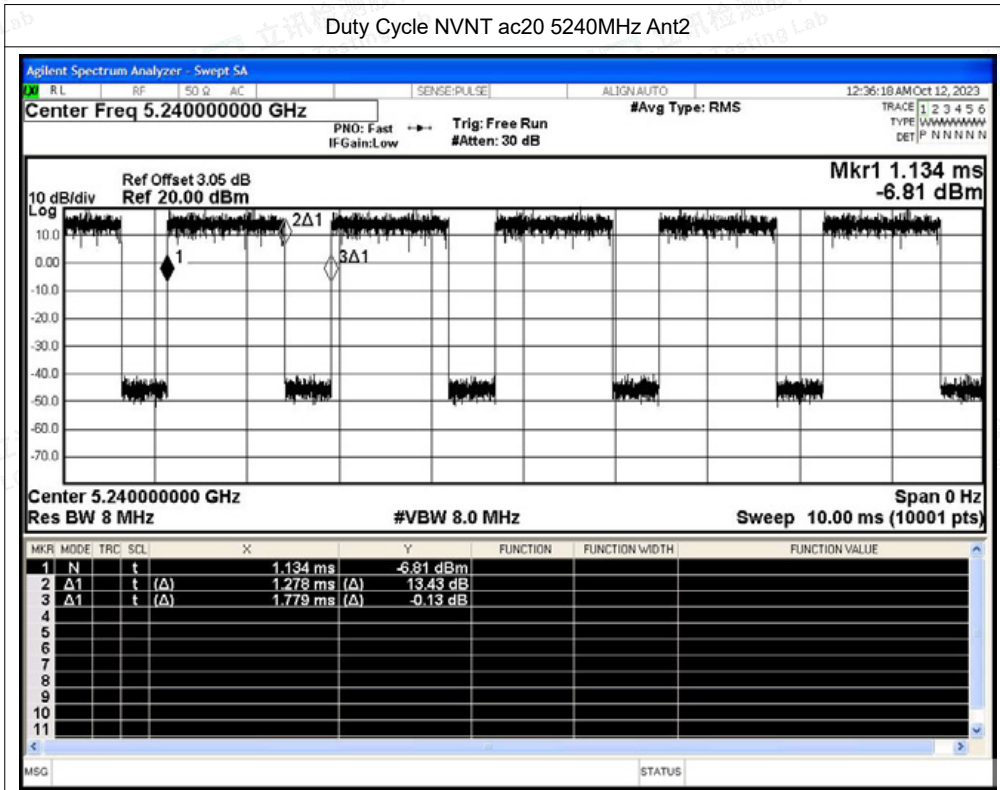 Duty Cycle NVNT ac20 5240MHz Ant2
Agilent Spectrum Analyzer - Swept SA
RL RF 50 Ω AC SENSE:PULSE ALIGN AUTO 12:36:18 AM Oct 12, 2023
Center Freq 5.240000000 GHz #Avg Type: RMS TRACE 1 2 3 4 5 6
PNO: Fast Trig: Free Run TYPE WWWWWW
IFGain:Low #Atten: 30 dB DET P N N N N N
Mkr1 1.134 ms
Ref Offset 3.05 dB
10 dB/div Ref 20.00 dBm -6.81 dBm
Log
10.0
0.00
-10.0
-20.0
-30.0
-40.0
-50.0
-60.0
-70.0
1
2Δ1
3Δ1
Center 5.240000000 GHz Span 0 Hz
Res BW 8 MHz #VBW 8.0 MHz Sweep 10.00 ms (10001 pts)
MKR MODE TRC SCL X Y FUNCTION FUNCTION WIDTH FUNCTION VALUE
1 N t 1.134 ms -6.81 dBm
2 Δ1 t (Δ) 1.278 ms (Δ) 13.43 dB
3 Δ1 t (Δ) 1.779 ms (Δ) -0.13 dB
4
5
6
7
8
9
10
11
MSG STATUS